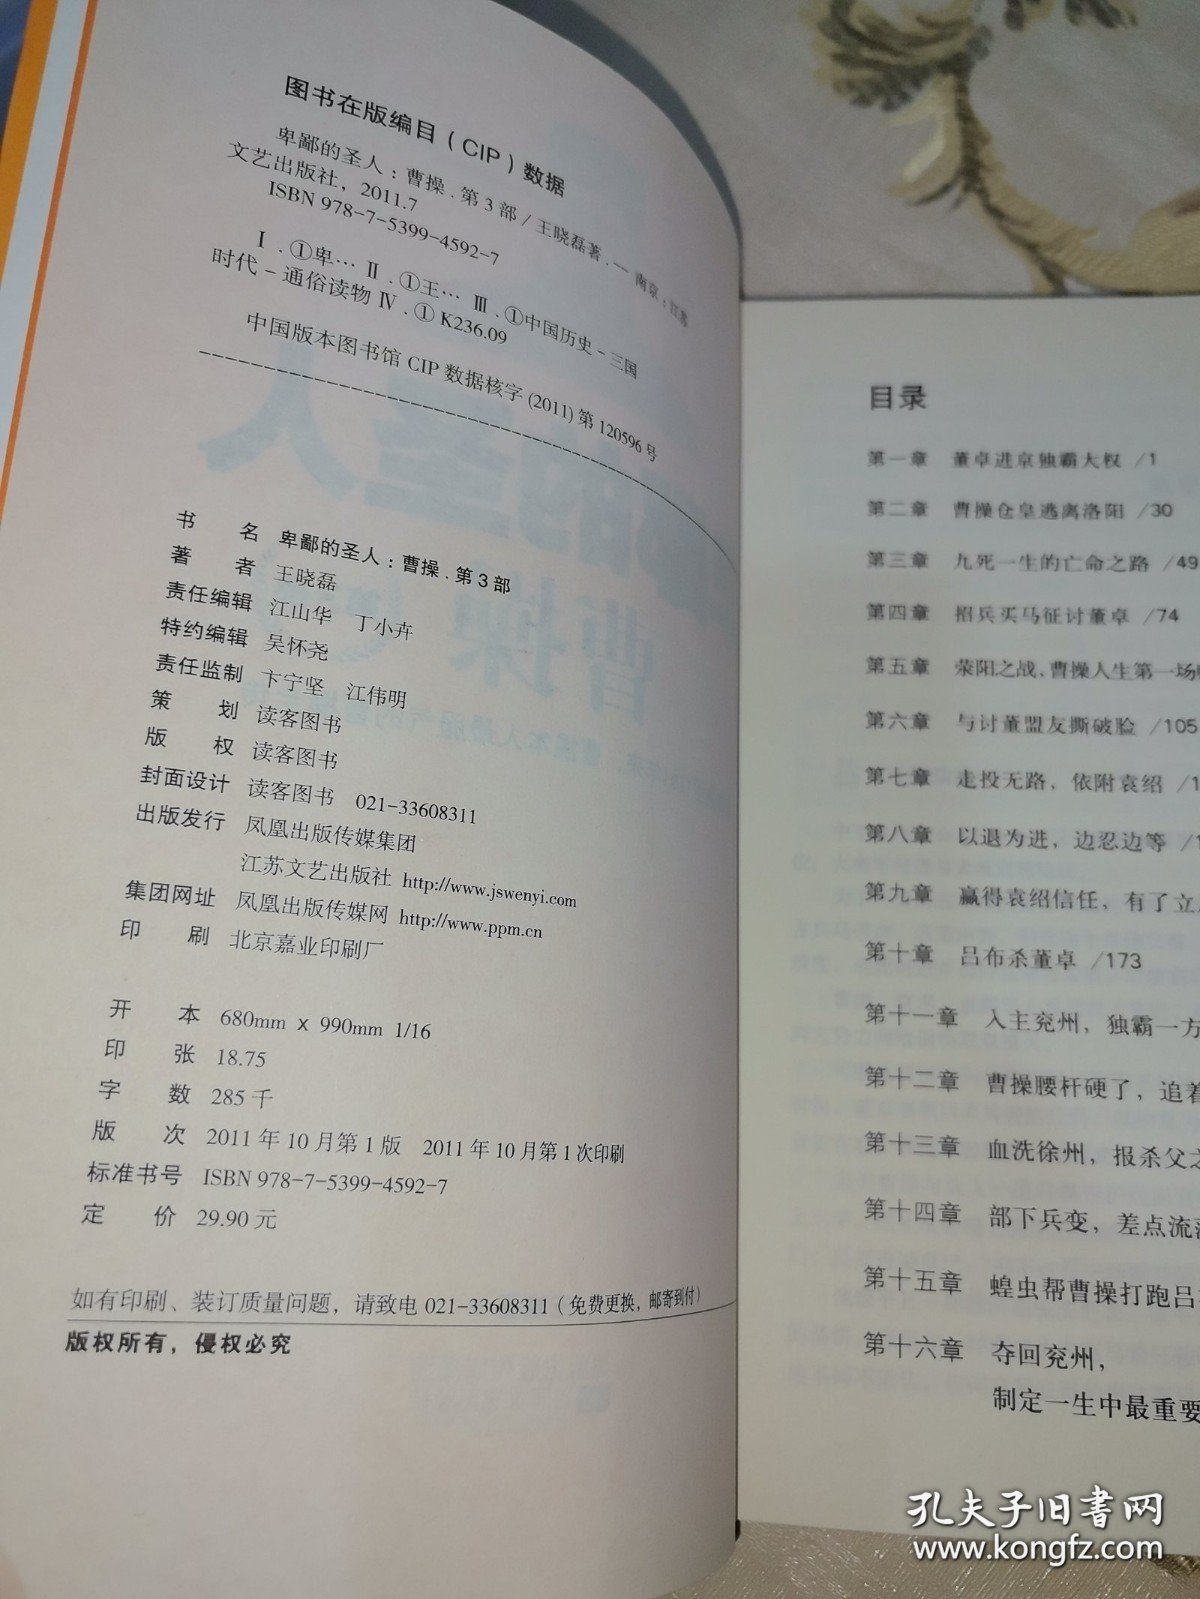 图书在版编目（CIP）数据
卑鄙的圣人：曹操.第3部/王晓磊著.—南京：江苏
文艺出版社，2011.7
ISBN 978-7-5399-4592-7
Ⅰ.①卑… Ⅱ.①王… Ⅲ.①中国历史－三国
时代－通俗读物 Ⅳ.①K236.09
中国版本图书馆CIP数据核字(2011)第120596号
书 名 卑鄙的圣人：曹操.第3部
著 者 王晓磊
责任编辑 江山华 丁小卉
特约编辑 吴怀尧
责任监制 卞宁坚 江伟明
策 划 读客图书
版 权 读客图书
封面设计 读客图书 021-33608311
出版发行 凤凰出版传媒集团
江苏文艺出版社 http://www.jswenyi.com
集团网址 凤凰出版传媒网 http://www.ppm.cn
印 刷 北京嘉业印刷厂
开 本 680mm x 990mm 1/16
印 张 18.75
字 数 285千
版 次 2011年10月第1版 2011年10月第1次印刷
标准书号 ISBN 978-7-5399-4592-7
定 价 29.90元
如有印刷、装订质量问题，请致电021-33608311（免费更换，邮寄到付）
版权所有，侵权必究
目录
第一章 董卓进京独霸大权 /1
第二章 曹操仓皇逃离洛阳 /30
第三章 九死一生的亡命之路 /49
第四章 招兵买马征讨董卓 /74
第五章 荥阳之战，曹操人生第一场
第六章 与讨董盟友撕破脸 /105
第七章 走投无路，依附袁绍 /1
第八章 以退为进，边忍边等 /1
第九章 赢得袁绍信任，有了立
第十章 吕布杀董卓 /173
第十一章 入主兖州，独霸一方
第十二章 曹操腰杆硬了，追着
第十三章 血洗徐州，报杀父之
第十四章 部下兵变，差点流落
第十五章 蝗虫帮曹操打跑吕
第十六章 夺回兖州，
制定一生中最重要
孔夫子旧书网
www.kongfz.com